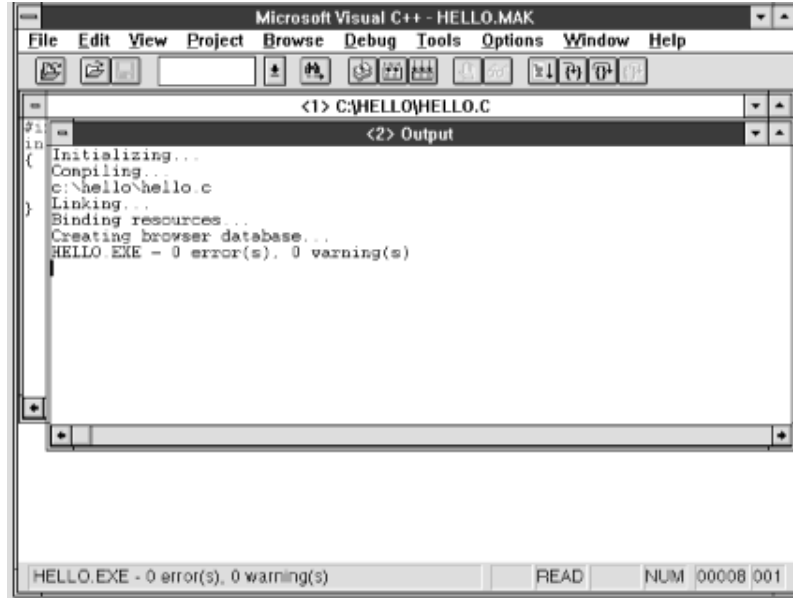 Microsoft Visual C++ - HELLO.MAK
File Edit View Project Browse Debug Tools Options Window Help
<1> C:\HELLO\HELLO.C
#i
in
{
}
<2> Output
Initializing...
Compiling...
c:\hello\hello.c
Linking...
Binding resources...
Creating browser database...
HELLO.EXE - 0 error(s), 0 warning(s)
HELLO.EXE - 0 error(s), 0 warning(s) READ NUM 00008 001